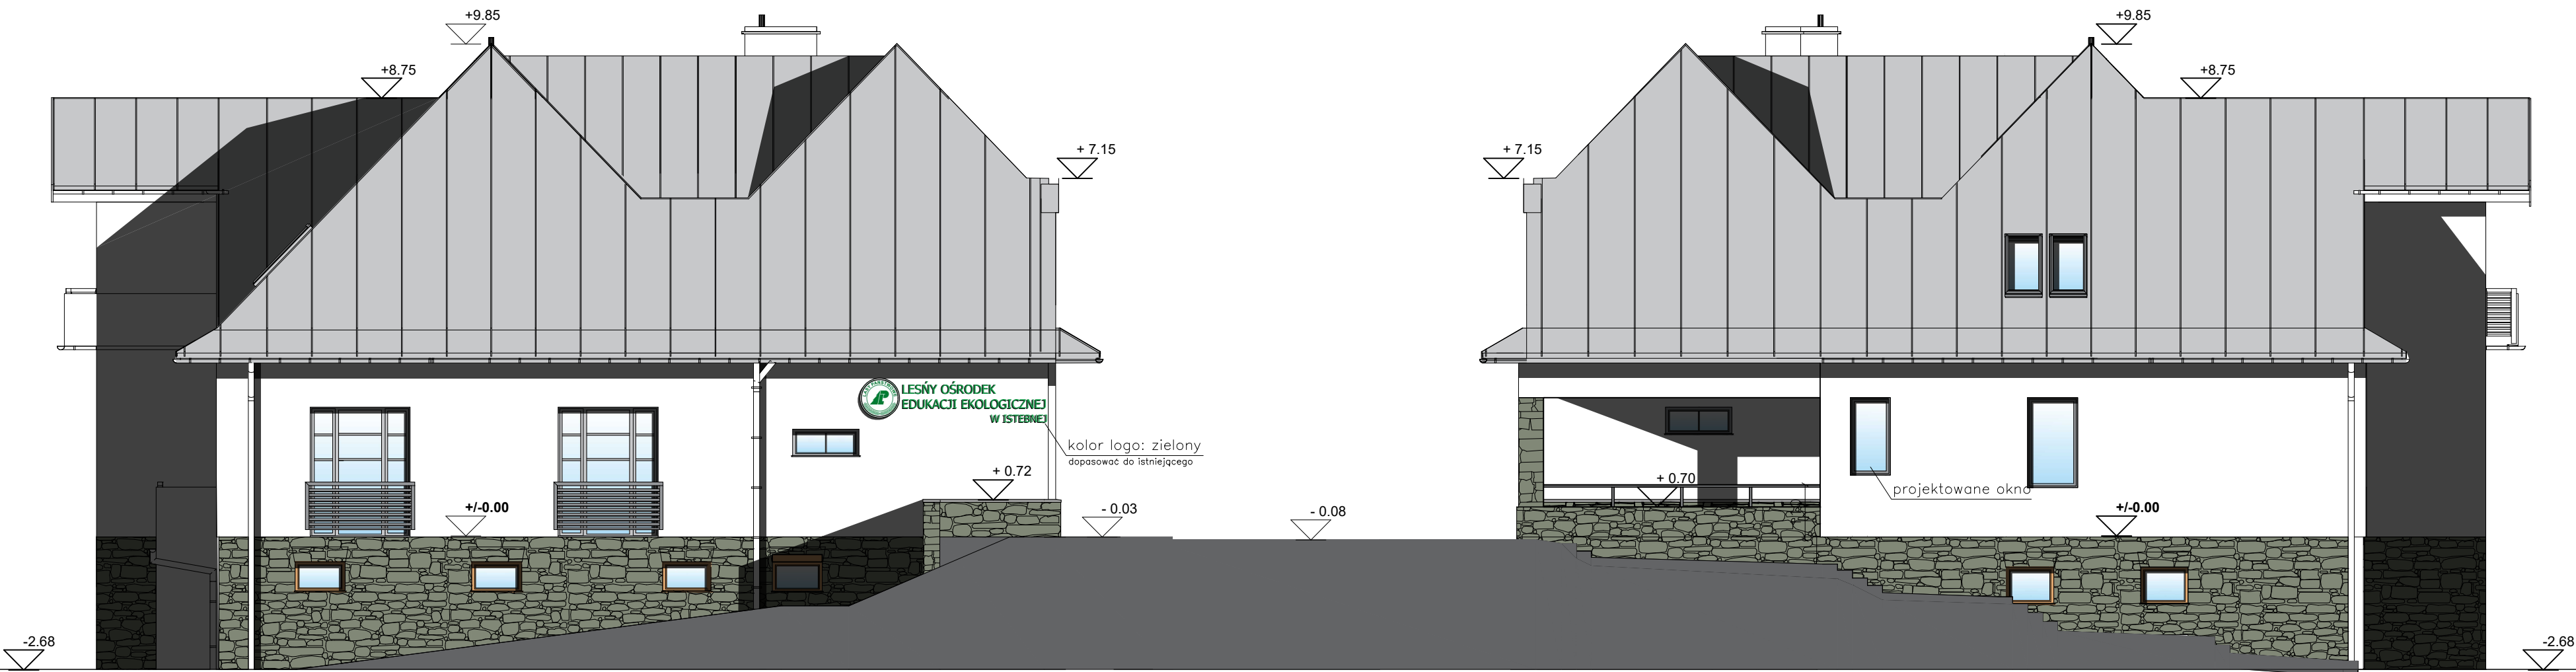 +9.85
+9.85
+8.75
+8.75
+ 7.15
+ 7.15
LESŃY OŚRODEK
EDUKACJI EKOLOGICZNEJ
W ISTEBNEJ
kolor logo: zielony
dopasować do istniejącego
+ 0.72
+ 0.70
projektowane okno
+/-0.00
- 0.03
- 0.08
+/-0.00
-2.68
-2.68